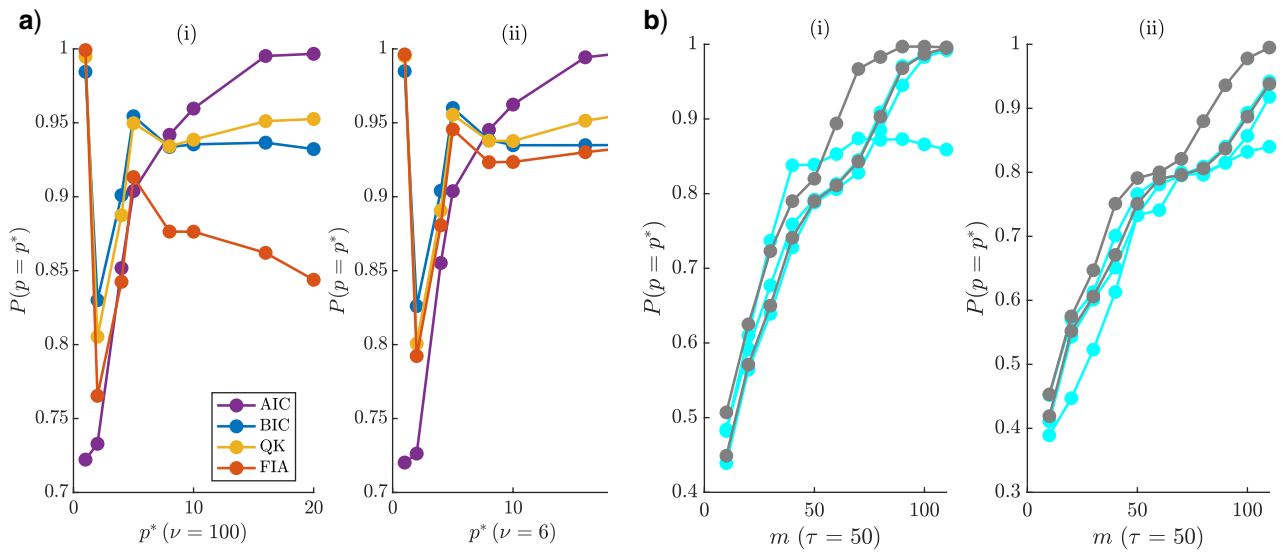 a)
(i)
1
0.95
0.9
0.85
0.8
0.75
0.7
P(p = p*)
0
10
20
p* (ν = 100)
AIC
BIC
QK
FIA
(ii)
1
0.95
0.9
0.85
0.8
0.75
0.7
P(p = p*)
0
10
p* (ν = 6)
b)
(i)
1
0.9
0.8
0.7
0.6
0.5
0.4
P(p = p*)
0
50
100
m (τ = 50)
(ii)
1
0.9
0.8
0.7
0.6
0.5
0.4
0.3
P(p = p*)
0
50
100
m (τ = 50)